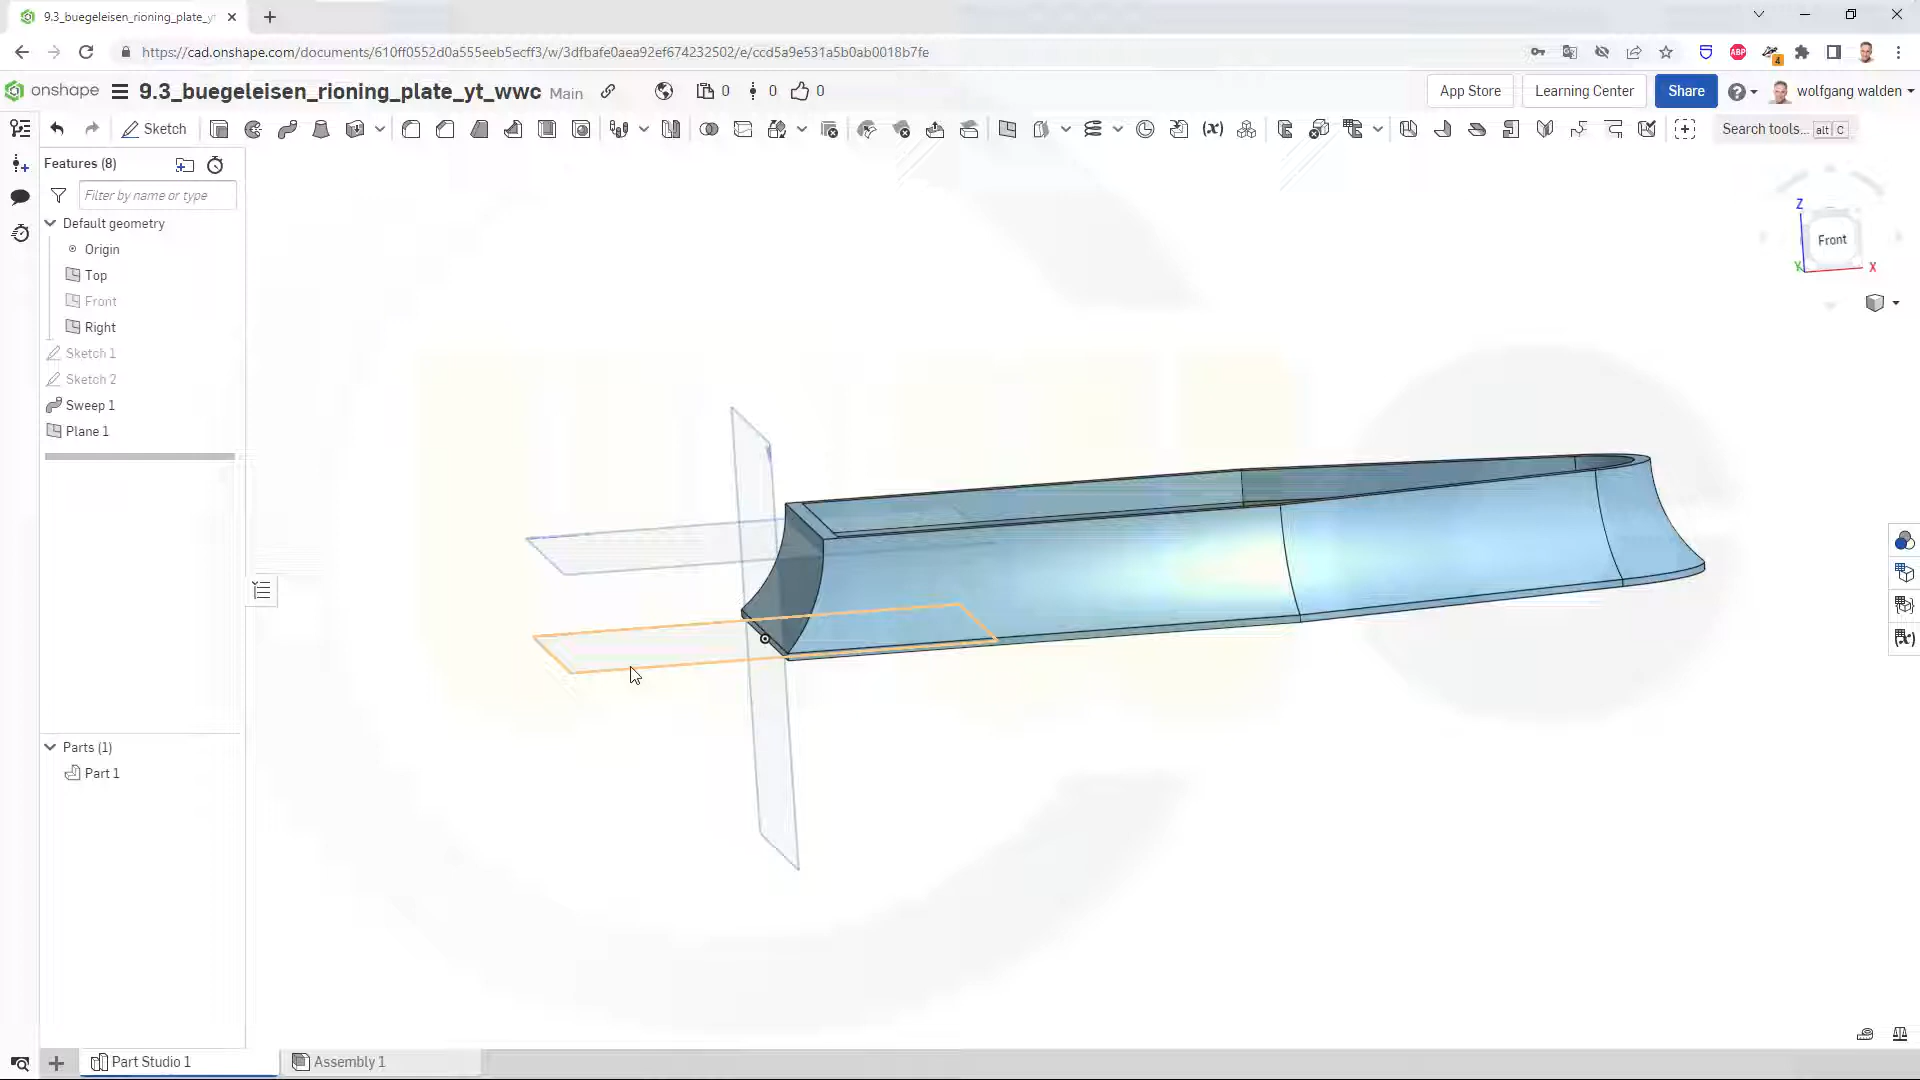 9.3_buegeleisen_rioning_plate_yt
https://cad.onshape.com/documents/610ff0552d0a555eeb5ecff3/w/3dfbafe0aea92ef674232502/e/ccd5a9e531a5b0ab0018b7fe
ABP
4
onshape
9.3_buegeleisen_rioning_plate_yt_wwc Main
0
0
0
App Store
Learning Center
Share
wolfgang walden
Sketch
Search tools... alt C
Features (8)
Filter by name or type
Default geometry
Origin
Top
Front
Right
Sketch 1
Sketch 2
Sweep 1
Plane 1
Z
Front
Y
X
Parts (1)
Part 1
Part Studio 1
Assembly 1